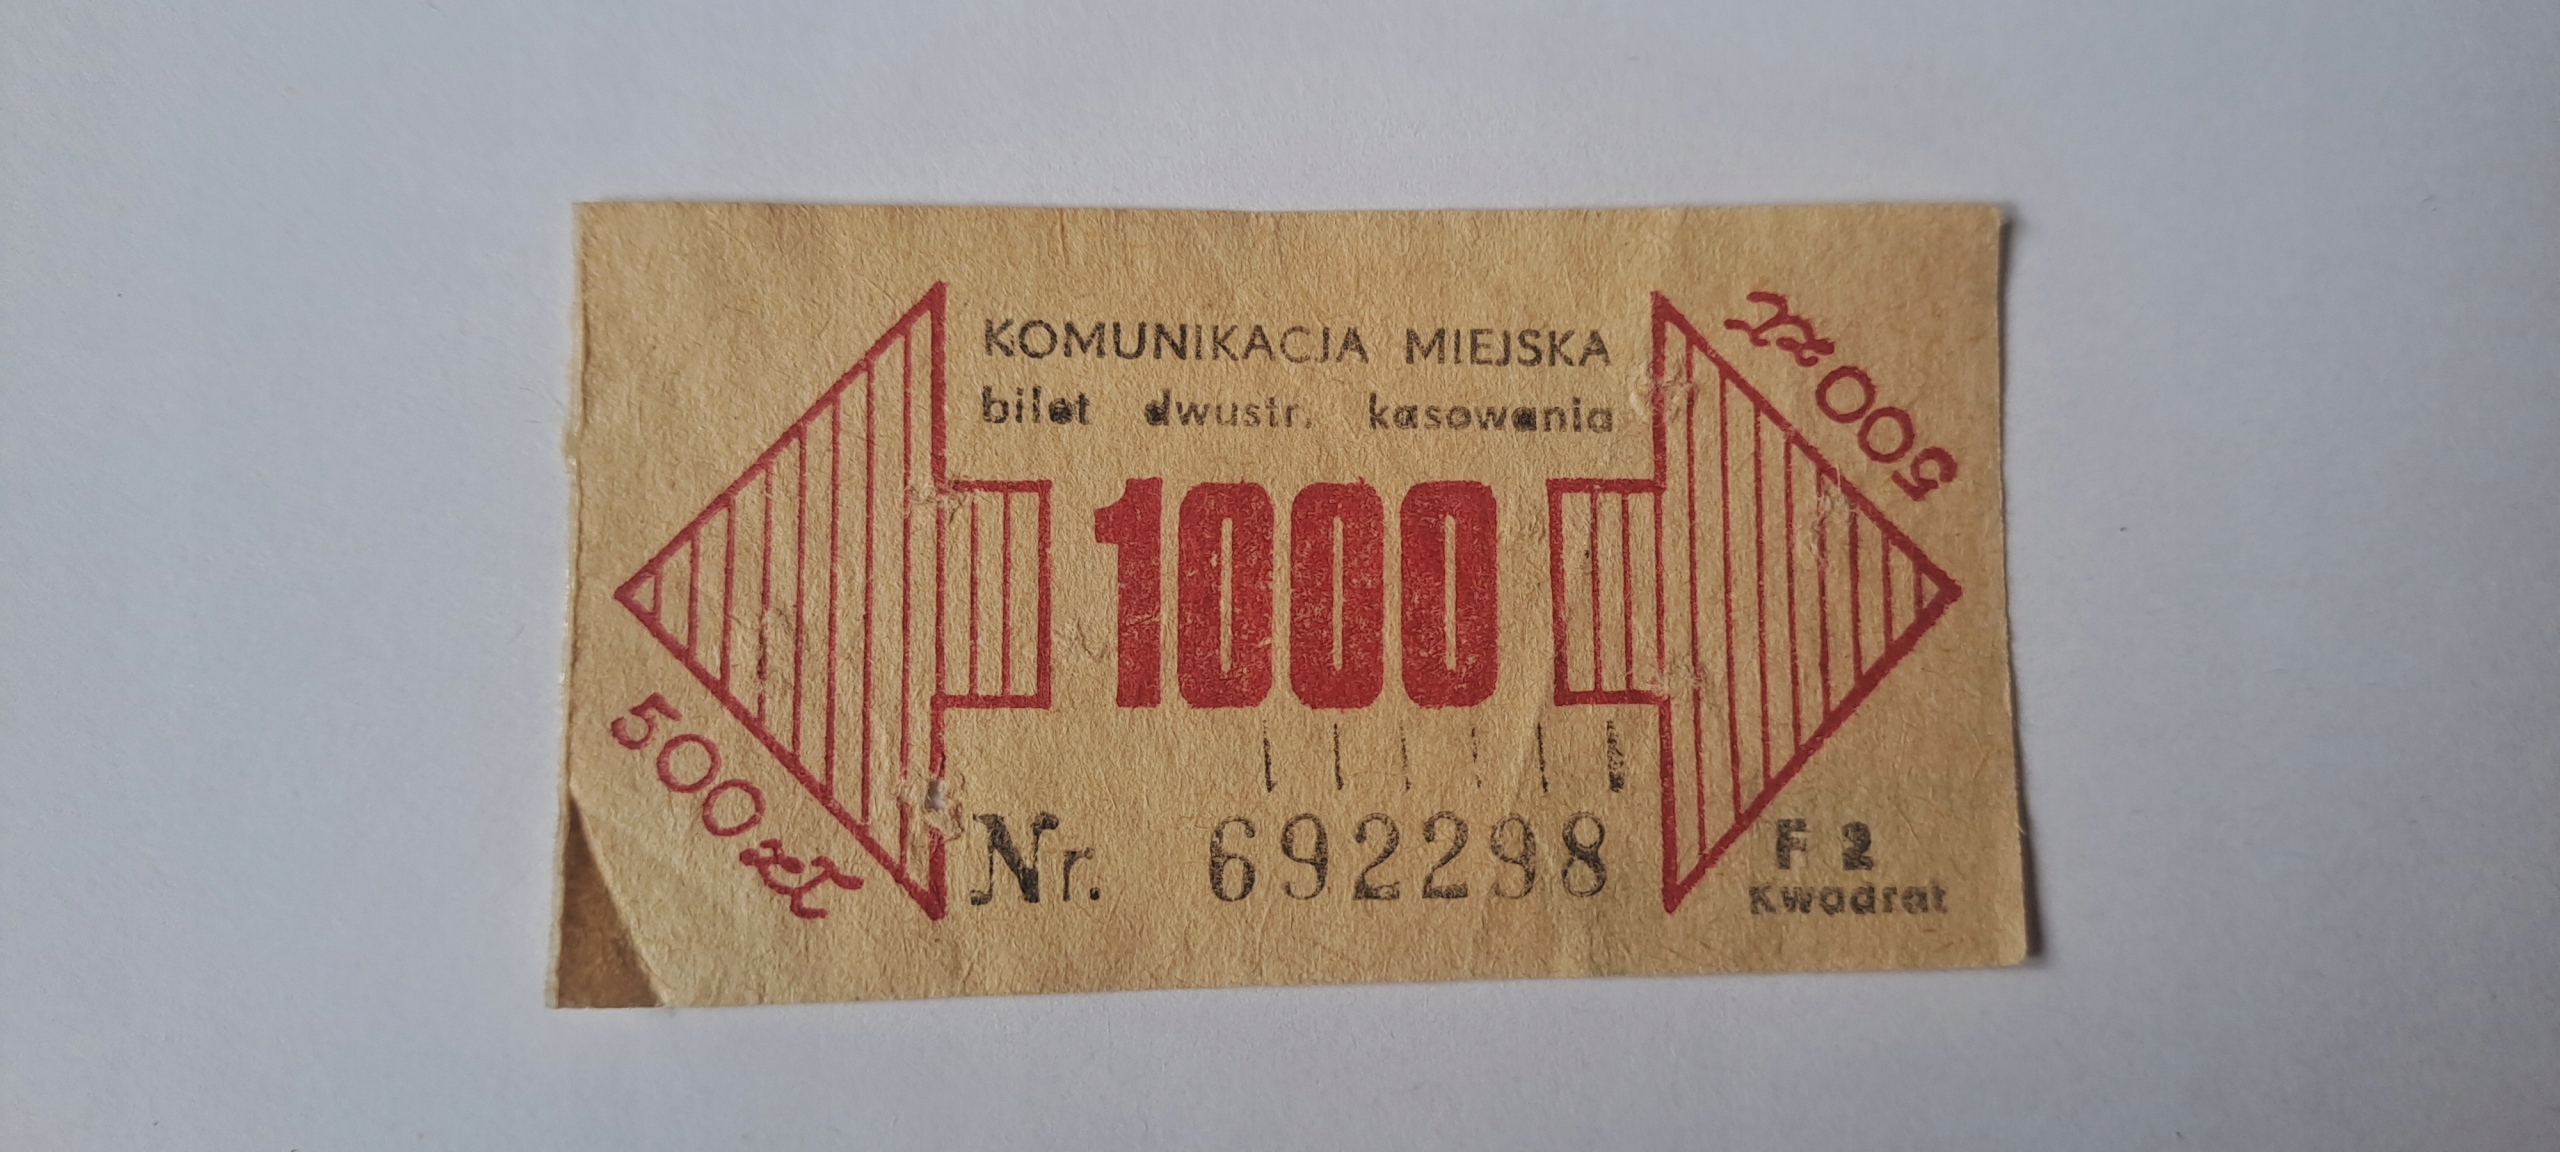 KOMUNIKACJA MIEJSKA
bilet dwustr. kasowania
500 zł
1000
500 zł
Nr. 692298
F 2
Kwadrat